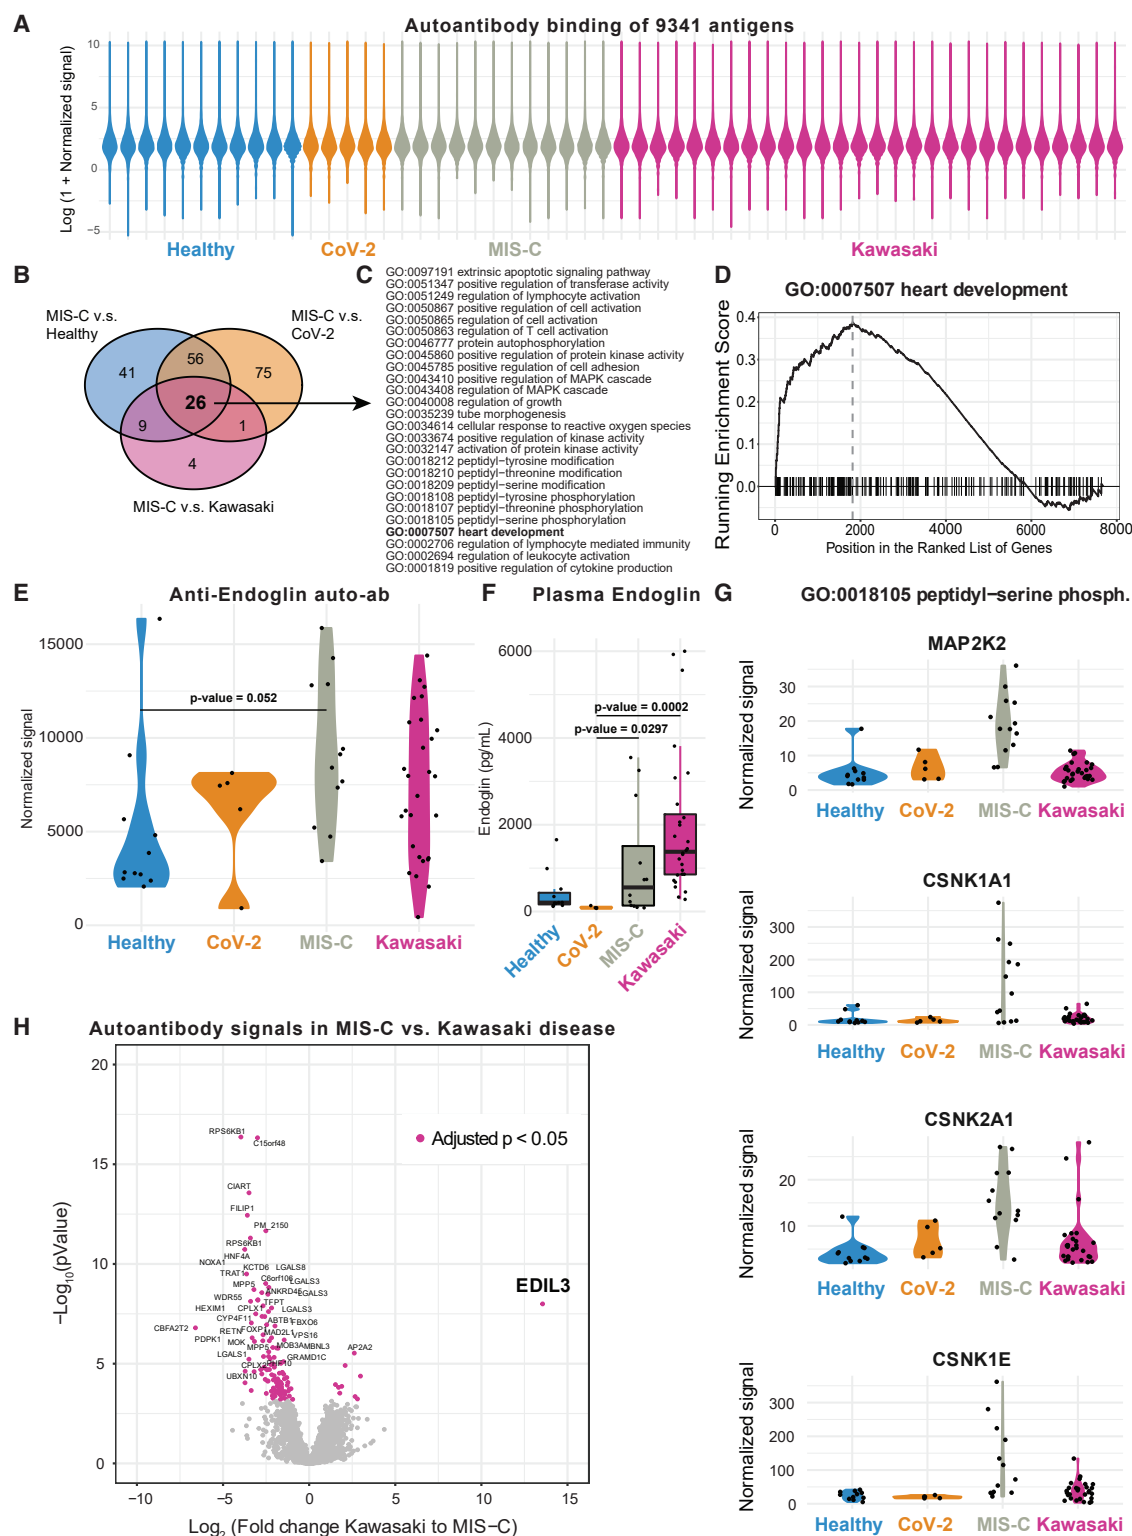 A
Autoantibody binding of 9341 antigens
Log (1 + Normalized signal)
10
5
0
−5
Healthy
CoV-2
MIS-C
Kawasaki
B
MIS-C v.s.
Healthy
MIS-C v.s.
CoV-2
41
56
75
26
9
1
4
MIS-C v.s. Kawasaki
C
GO:0097191 extrinsic apoptotic signaling pathway
GO:0051347 positive regulation of transferase activity
GO:0051249 regulation of lymphocyte activation
GO:0050867 positive regulation of cell activation
GO:0050865 regulation of cell activation
GO:0050863 regulation of T cell activation
GO:0046777 protein autophosphorylation
GO:0045860 positive regulation of protein kinase activity
GO:0045785 positive regulation of cell adhesion
GO:0043410 positive regulation of MAPK cascade
GO:0043408 regulation of MAPK cascade
GO:0040008 regulation of growth
GO:0035239 tube morphogenesis
GO:0034614 cellular response to reactive oxygen species
GO:0033674 positive regulation of kinase activity
GO:0032147 activation of protein kinase activity
GO:0018212 peptidyl−tyrosine modification
GO:0018210 peptidyl−threonine modification
GO:0018209 peptidyl−serine modification
GO:0018108 peptidyl−tyrosine phosphorylation
GO:0018107 peptidyl−threonine phosphorylation
GO:0018105 peptidyl−serine phosphorylation
GO:0007507 heart development
GO:0002706 regulation of lymphocyte mediated immunity
GO:0002694 regulation of leukocyte activation
GO:0001819 positive regulation of cytokine production
D
GO:0007507 heart development
Running Enrichment Score
0.4
0.3
0.2
0.1
0.0
0
2000
4000
6000
8000
Position in the Ranked List of Genes
E
Anti-Endoglin auto-ab
Normalized signal
15000
10000
5000
0
p-value = 0.052
Healthy
CoV-2
MIS-C
Kawasaki
F
Plasma Endoglin
Endoglin (pg/mL)
6000
4000
2000
0
p-value = 0.0002
p-value = 0.0297
Healthy
CoV-2
MIS-C
Kawasaki
G
GO:0018105 peptidyl−serine phosph.
MAP2K2
Normalized signal
30
20
10
0
Healthy
CoV-2
MIS-C
Kawasaki
CSNK1A1
Normalized signal
300
200
100
0
Healthy
CoV-2
MIS-C
Kawasaki
CSNK2A1
Normalized signal
20
10
Healthy
CoV-2
MIS-C
Kawasaki
CSNK1E
Normalized signal
300
200
100
0
Healthy
CoV-2
MIS-C
Kawasaki
H
Autoantibody signals in MIS-C vs. Kawasaki disease
−Log10(pValue)
20
15
10
5
0
Adjusted p < 0.05
RPS6KB1
C15orf48
CIART
FILIP1
PM_2150
RPS6KB1
HNF4A
NOXA1
KCTD6
LGALS8
TRAT1
C6orf106
LGALS3
MPP5
ANKRD45
LGALS3
WDR55
TFPT
HEXIM1
CPLX1
LGALS3
CYP4F11
ABTB1
FBXO6
CBFA2T2
RETN
FOXP1
MAD2L1
VPS16
PDPK1
MOK
MPP5
MOB3A
MBNL3
AP2A2
LGALS1
GRAMD1C
CPLX2
UBXN10
EDIL3
−10
−5
0
5
10
15
Log2 (Fold change Kawasaki to MIS−C)